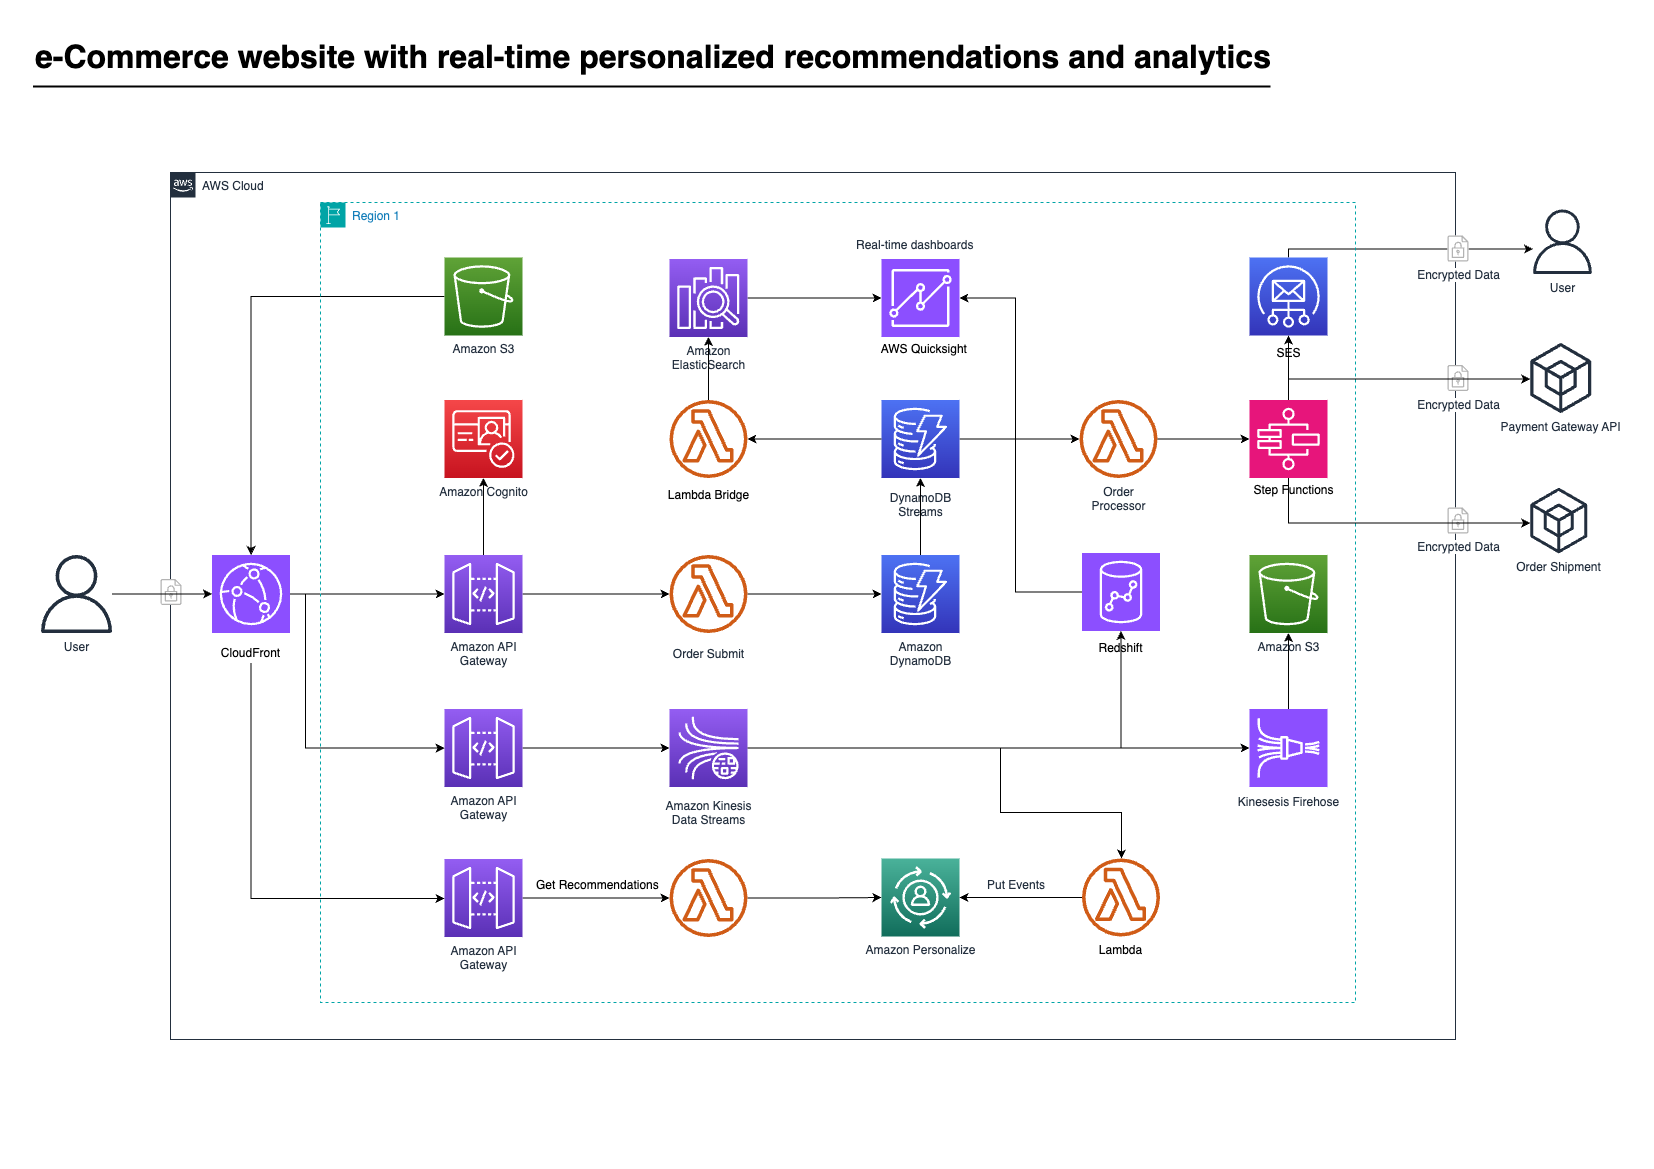 e-Commerce website with real-time personalized recommendations and analytics
aws
AWS Cloud
Region 1
Real-time dashboards
Amazon S3
Amazon
ElasticSearch
AWS Quicksight
SES
Encrypted Data
User
Encrypted Data
Payment Gateway API
Amazon Cognito
Lambda Bridge
DynamoDB
Streams
Order
Processor
Step Functions
Encrypted Data
Order Shipment
User
CloudFront
Amazon API
Gateway
Order Submit
Amazon
DynamoDB
Redshift
Amazon S3
Amazon API
Gateway
Amazon Kinesis
Data Streams
Kinesesis Firehose
Get Recommendations
Put Events
Amazon API
Gateway
Amazon Personalize
Lambda